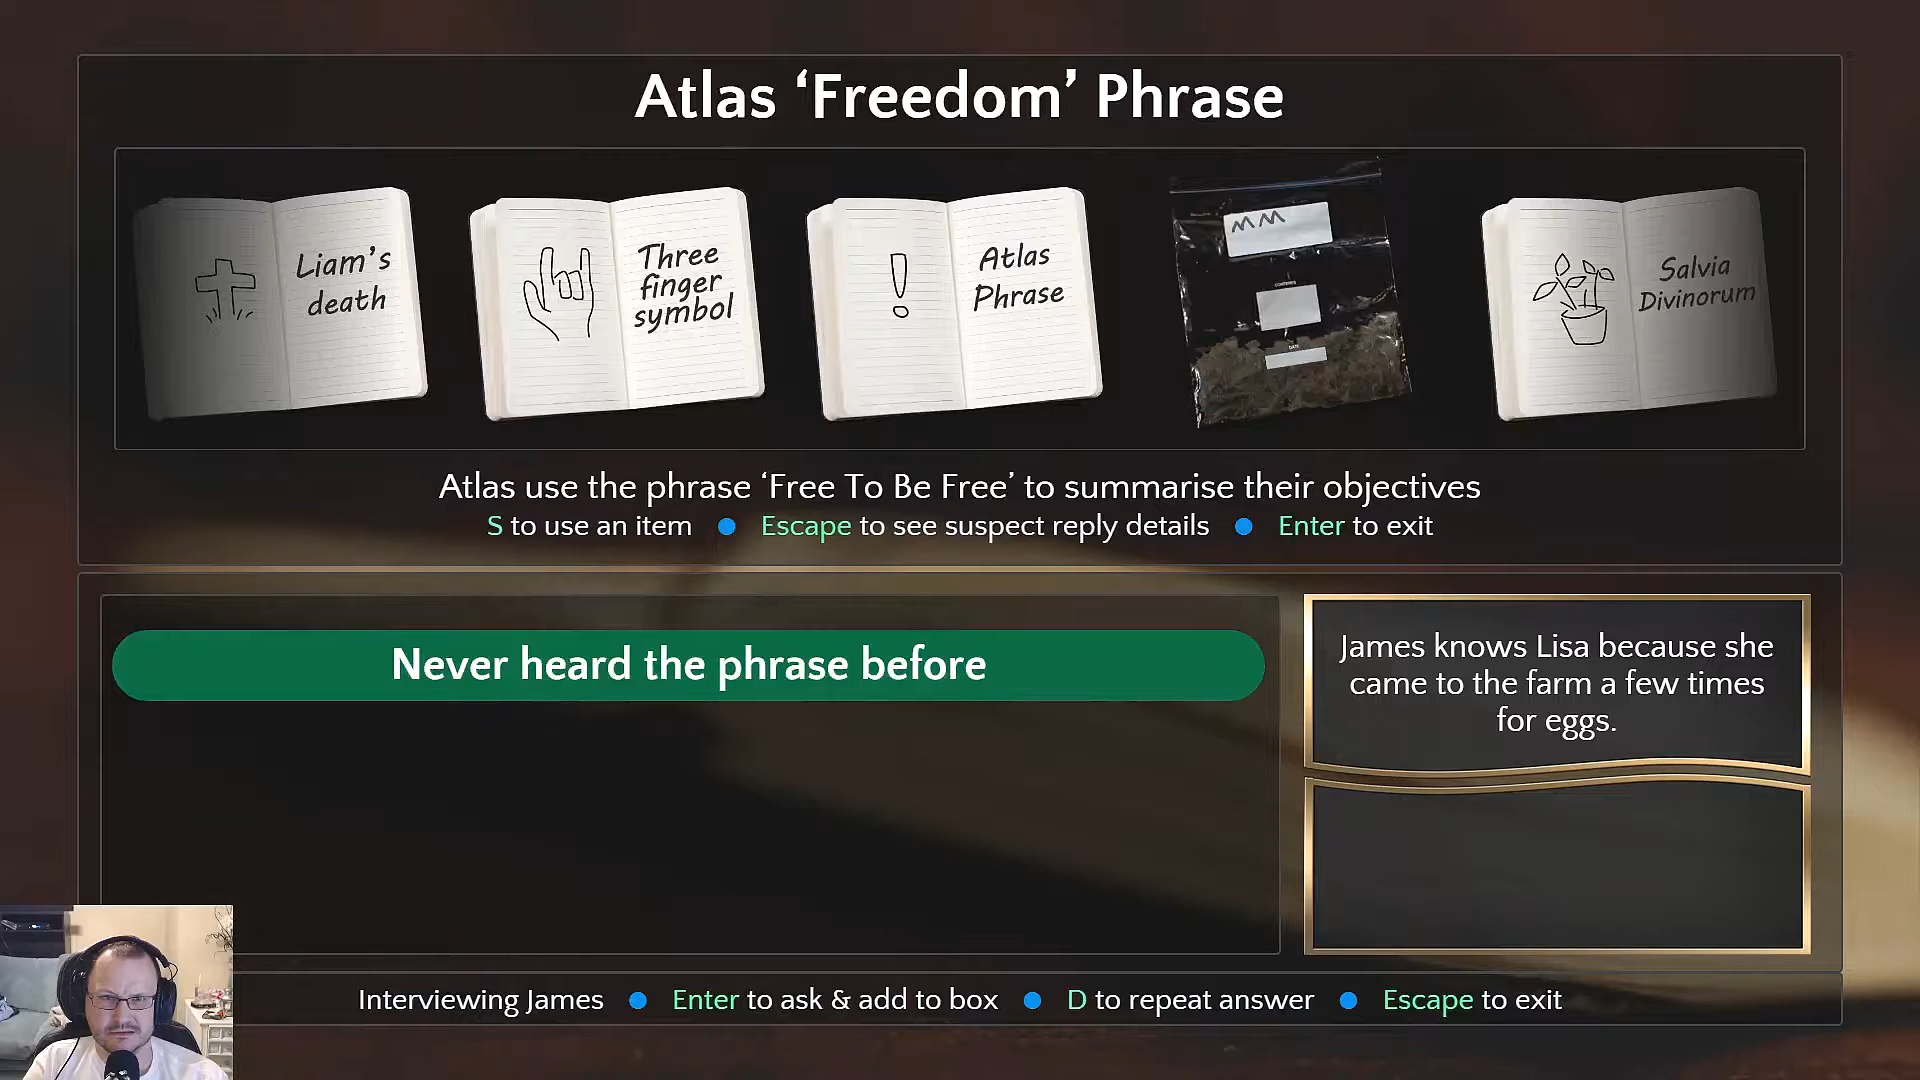 Atlas ‘Freedom’ Phrase
Liam’s
death
Three
finger
symbol
Atlas
Phrase
MM
CONTENTS
DATE
Salvia
Divinorum
Atlas use the phrase ‘Free To Be Free’ to summarise their objectives
S to use an item Escape to see suspect reply details Enter to exit
Never heard the phrase before
James knows Lisa because she
came to the farm a few times
for eggs.
Interviewing James Enter to ask & add to box D to repeat answer Escape to exit